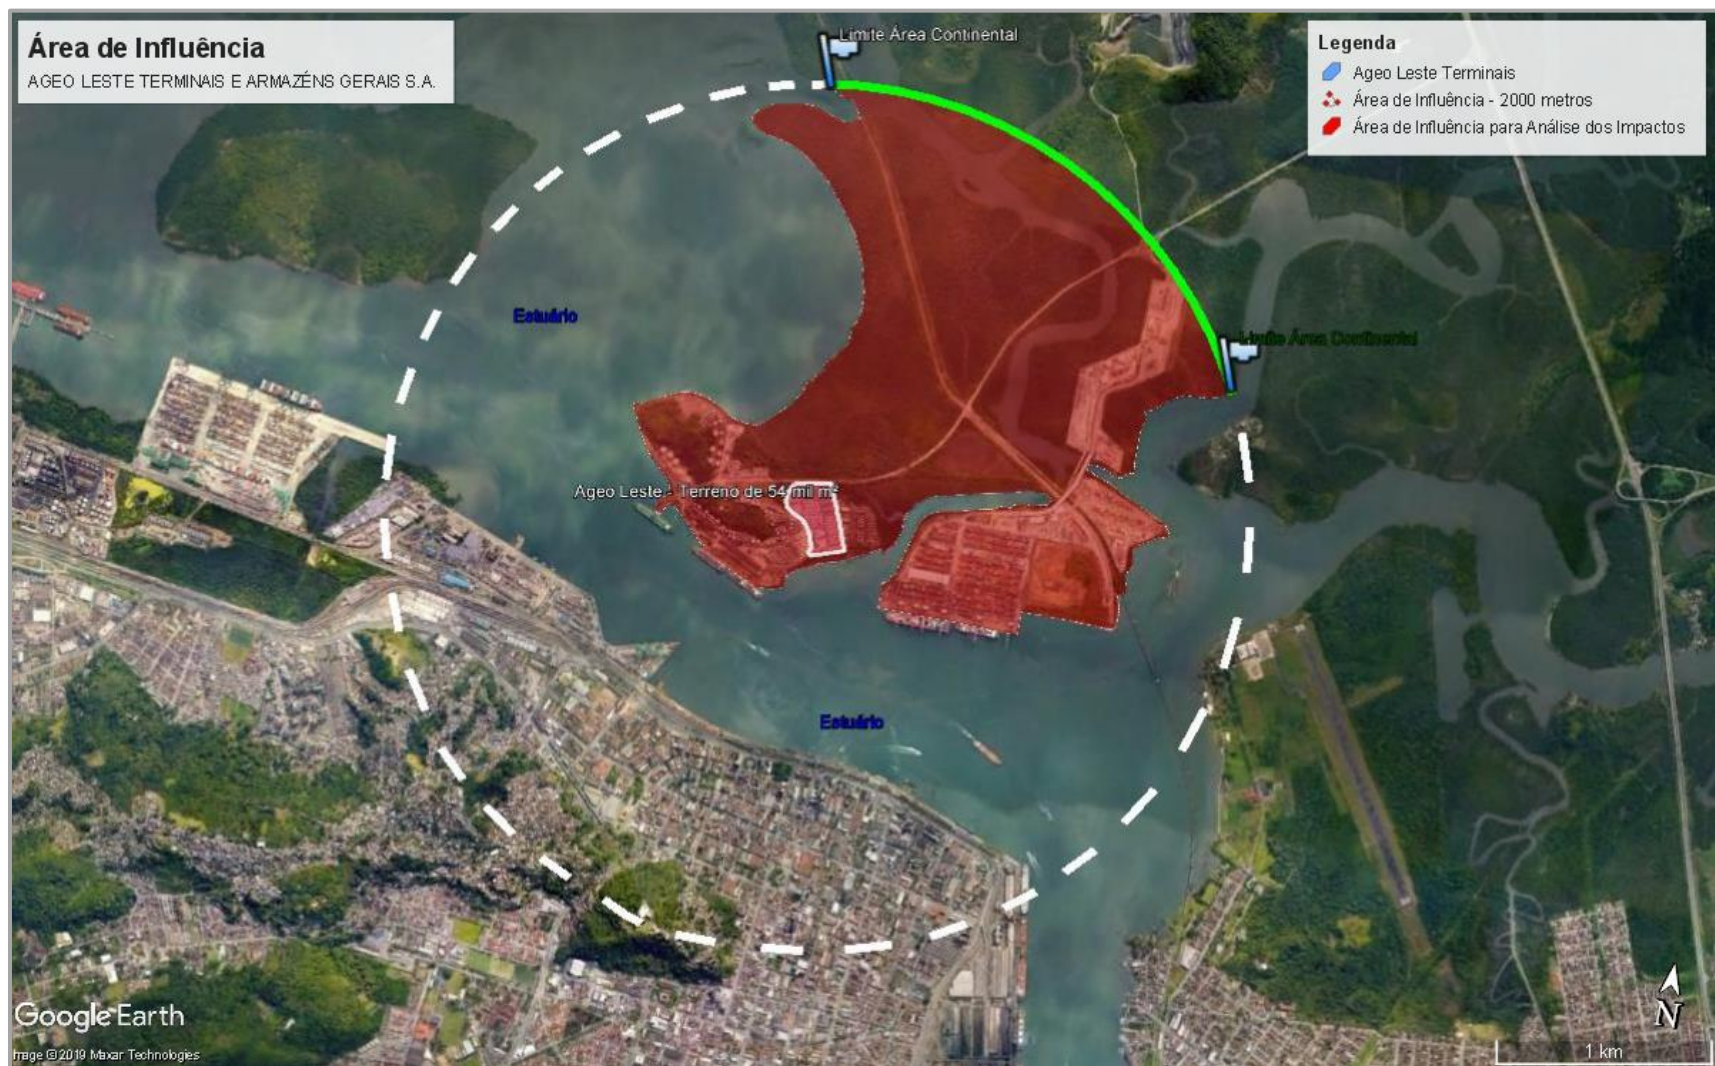 Área de Influência
AGEO LESTE TERMINAIS E ARMAZÉNS GERAIS S.A.
Limite Área Continental
Legenda
Ageo Leste Terminais
Área de Influência - 2000 metros
Área de Influência para Análise dos Impactos
Estuário
Limite Área Continental
Ageo Leste - Terreno de 54 mil m²
Estuário
Google Earth
Image © 2019 Maxar Technologies
N
1 km